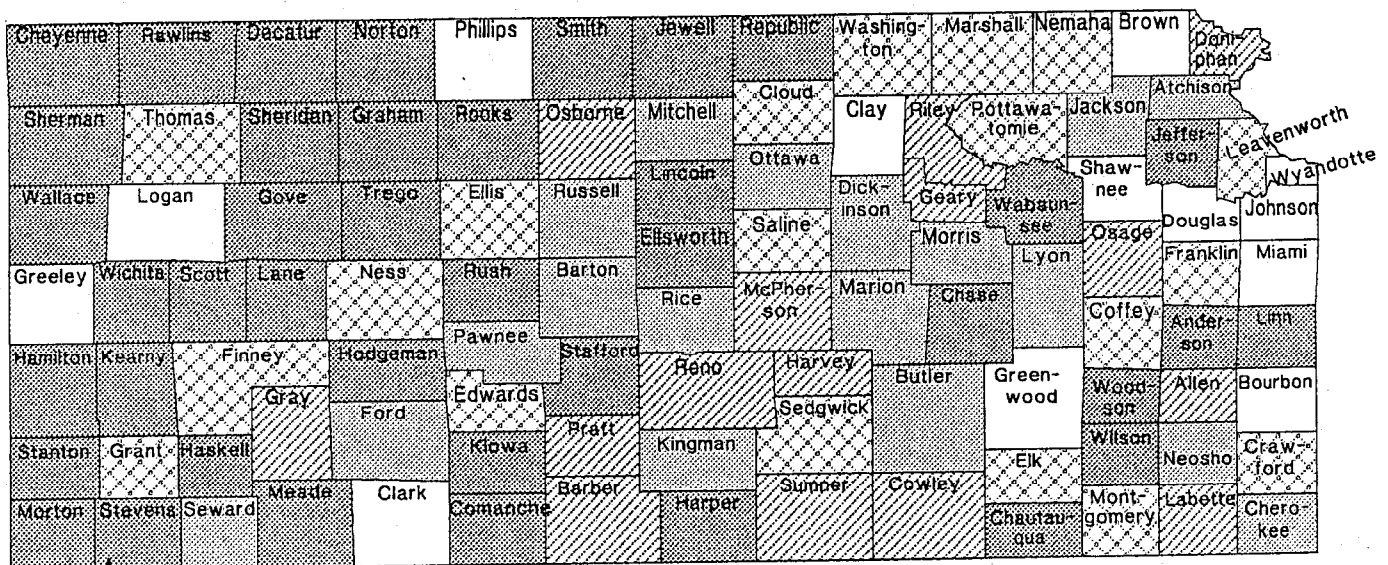 Cheyenne
Rawlins
Decatur
Norton
Phillips
Smith
Jewell
Republic
Washing-
ton
Marshall
Nemaha
Brown
Doni-
phan
Sherman
Thomas
Sheridan
Graham
Rooks
Osborne
Mitchell
Cloud
Clay
Riley
Pottawa-
tomie
Jackson
Atchison
Jeffer-
son
Leavenworth
Wyandotte
Wallace
Logan
Gove
Trego
Ellis
Russell
Lincoln
Ottawa
Dick-
inson
Geary
Wabaun-
see
Shaw-
nee
Douglas
Johnson
Ellsworth
Saline
Morris
Lyon
Osage
Franklin
Miami
Greeley
Wichita
Scott
Lane
Ness
Rush
Barton
Rice
McPher-
son
Marion
Chase
Coffey
Ander-
son
Linn
Hamilton
Kearny
Finney
Hodgeman
Pawnee
Stafford
Reno
Harvey
Butler
Green-
wood
Wood-
son
Allen
Bourbon
Gray
Ford
Edwards
Pratt
Sedgwick
Kingman
Stanton
Grant
Haskell
Kiowa
Elk
Wilson
Neosho
Craw-
ford
Morton
Stevens
Seward
Meade
Clark
Comanche
Barber
Harper
Sumner
Cowley
Chautau-
qua
Mont-
gomery
Labette
Chero-
kee